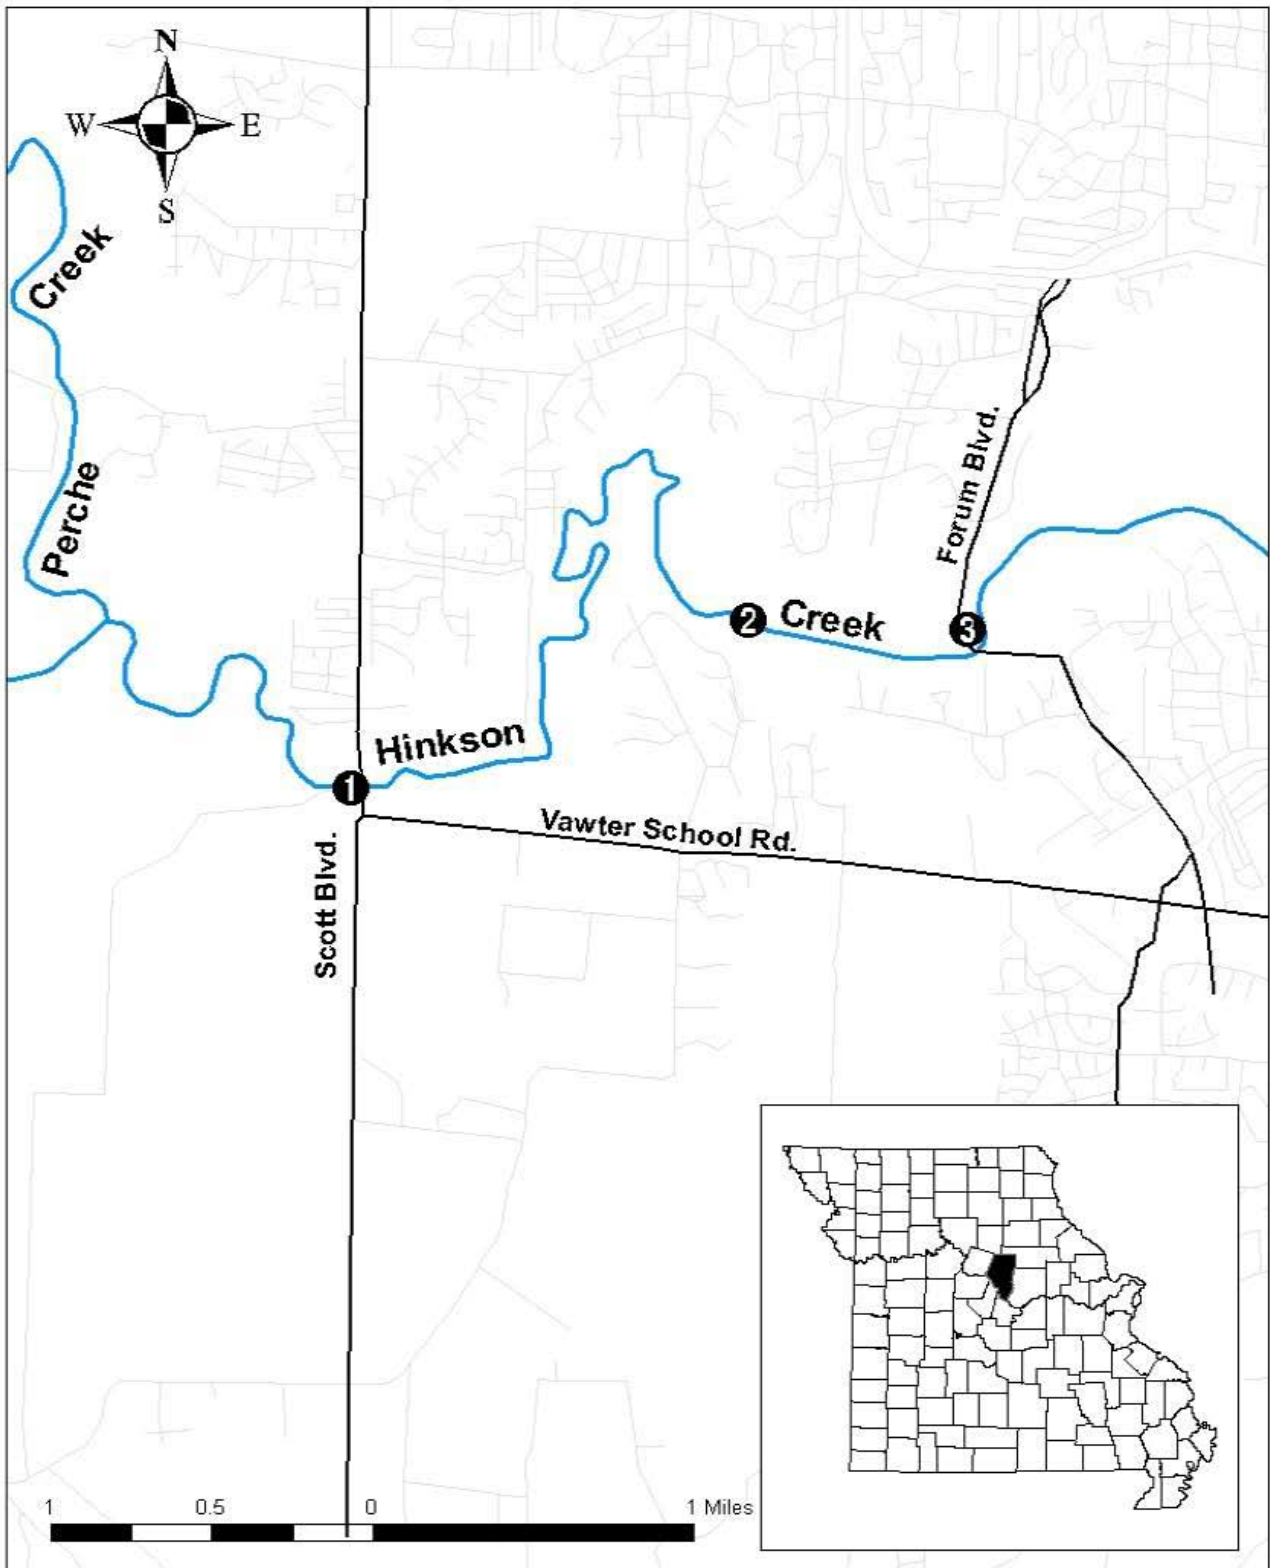 N
W E
S
Creek
Perche
Forum Blvd.
2
Creek
3
Hinkson
1
Vawter School Rd.
Scott Blvd.
1 0.5 0 1 Miles